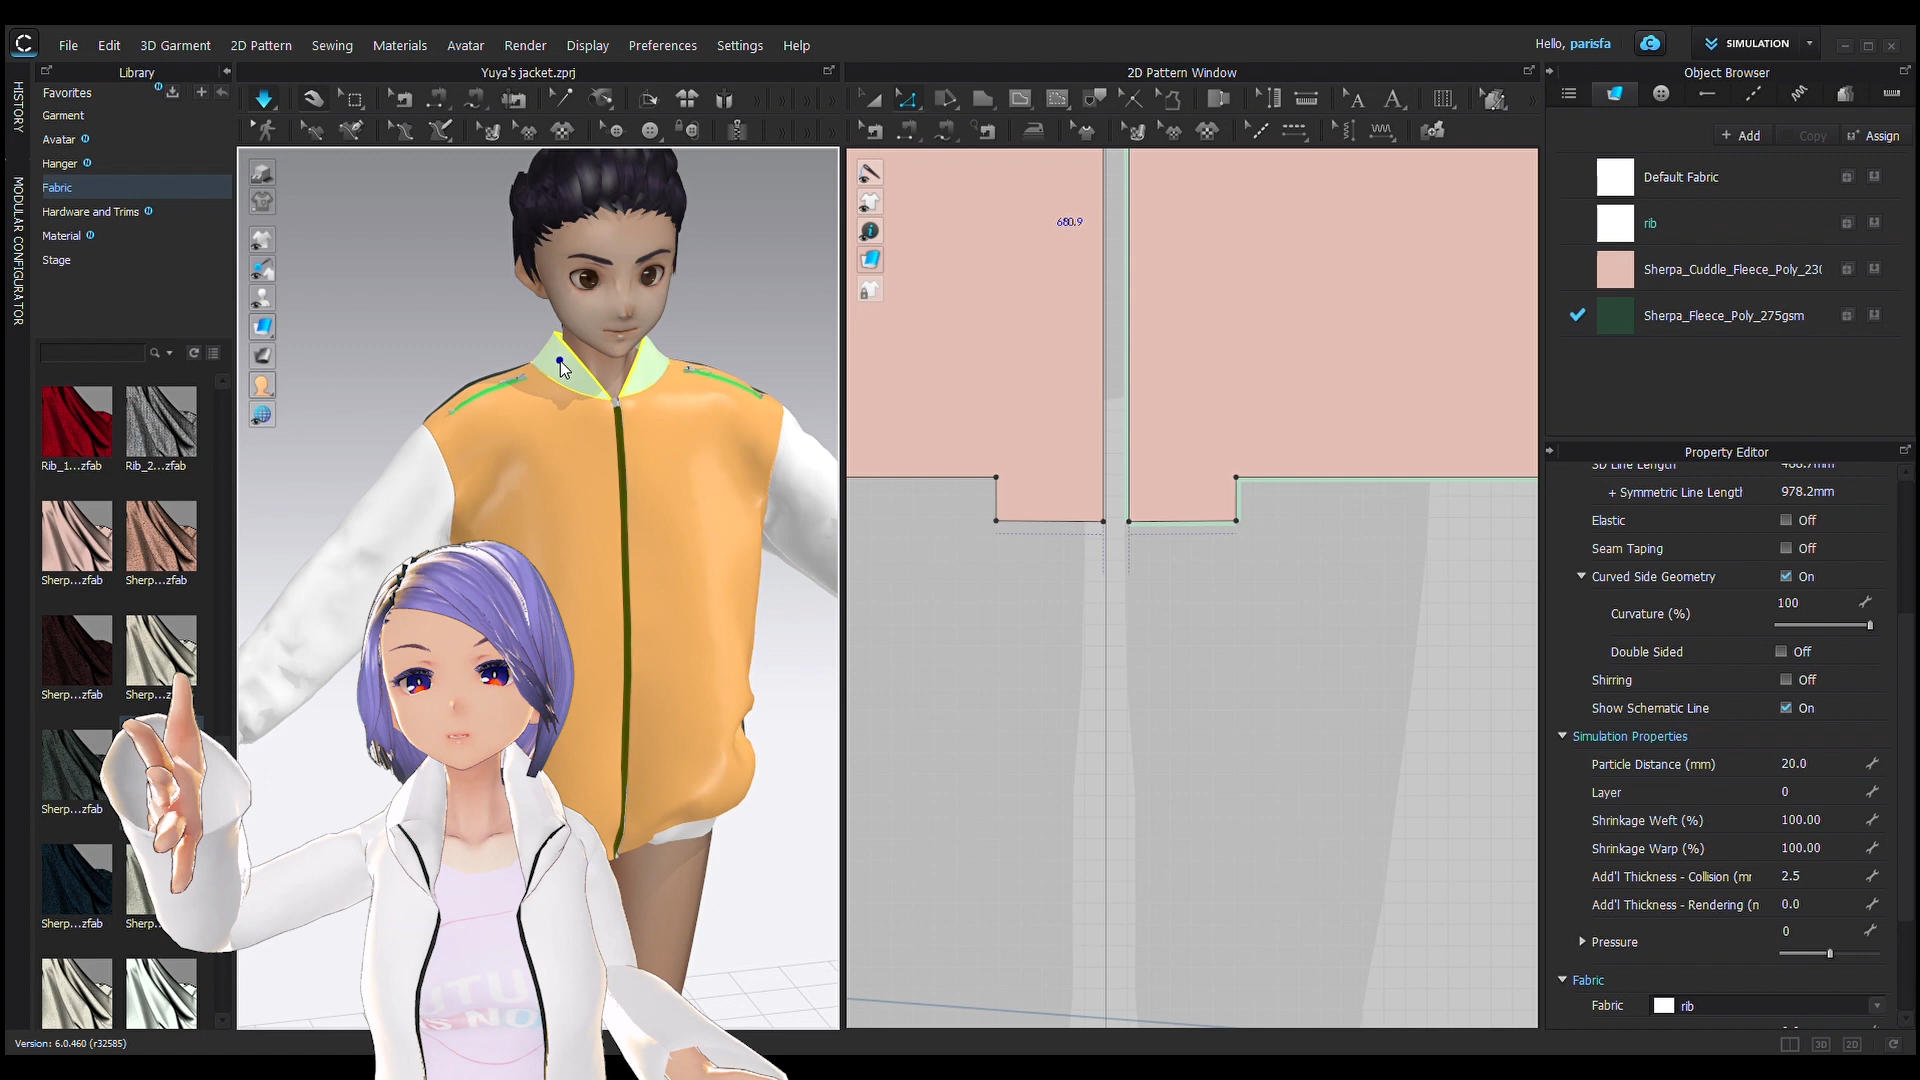 File Edit 3D Garment 2D Pattern Sewing Materials Avatar Render Display Preferences Settings Help
Hello, parisfa
SIMULATION
Library
Yuya's jacket.zprj
2D Pattern Window
Object Browser
HISTORY
MODULAR CONFIGURATOR
Favorites
Garment
Avatar
Hanger
Fabric
Hardware and Trims
Material
Stage
Rib_1...zfab
Rib_2...zfab
Sherp...zfab
Sherp...zfab
Sherp...zfab
Sherp...z
Sherp...zfab
Sherp...zfab
Sherp
Version: 6.0.460 (r32585)
680.9
+ Add
Copy
Assign
Default Fabric
rib
Sherpa_Cuddle_Fleece_Poly_230
Sherpa_Fleece_Poly_275gsm
Property Editor
3D Line Length
+ Symmetric Line Length 978.2mm
Elastic Off
Seam Taping Off
Curved Side Geometry On
Curvature (%) 100
Double Sided Off
Shirring Off
Show Schematic Line On
Simulation Properties
Particle Distance (mm) 20.0
Layer 0
Shrinkage Weft (%) 100.00
Shrinkage Warp (%) 100.00
Add'l Thickness - Collision (mr 2.5
Add'l Thickness - Rendering (n 0.0
Pressure 0
Fabric
Fabric rib
3D
2D